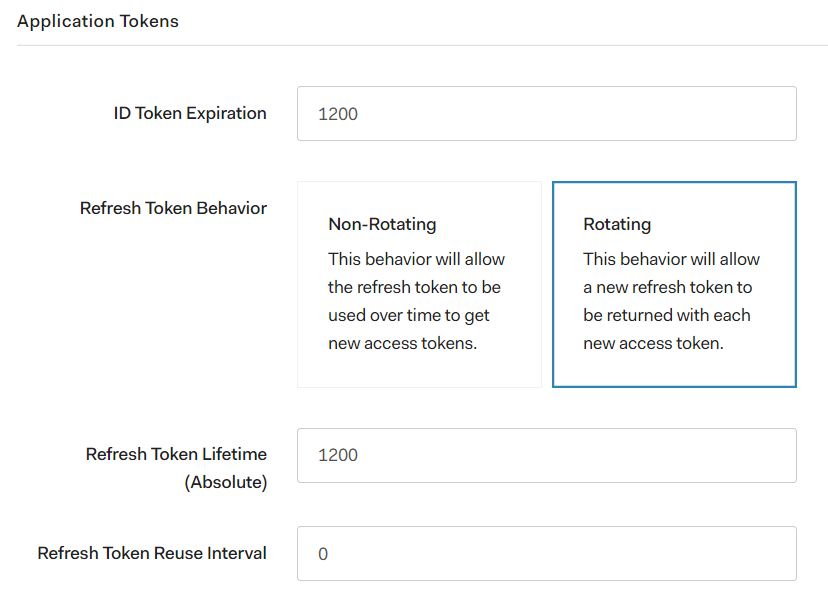 Application Tokens
ID Token Expiration
1200
Refresh Token Behavior
Non-Rotating
This behavior will allow
the refresh token to be
used over time to get
new access tokens.
Rotating
This behavior will allow
a new refresh token to
be returned with each
new access token.
Refresh Token Lifetime
(Absolute)
1200
Refresh Token Reuse Interval
0